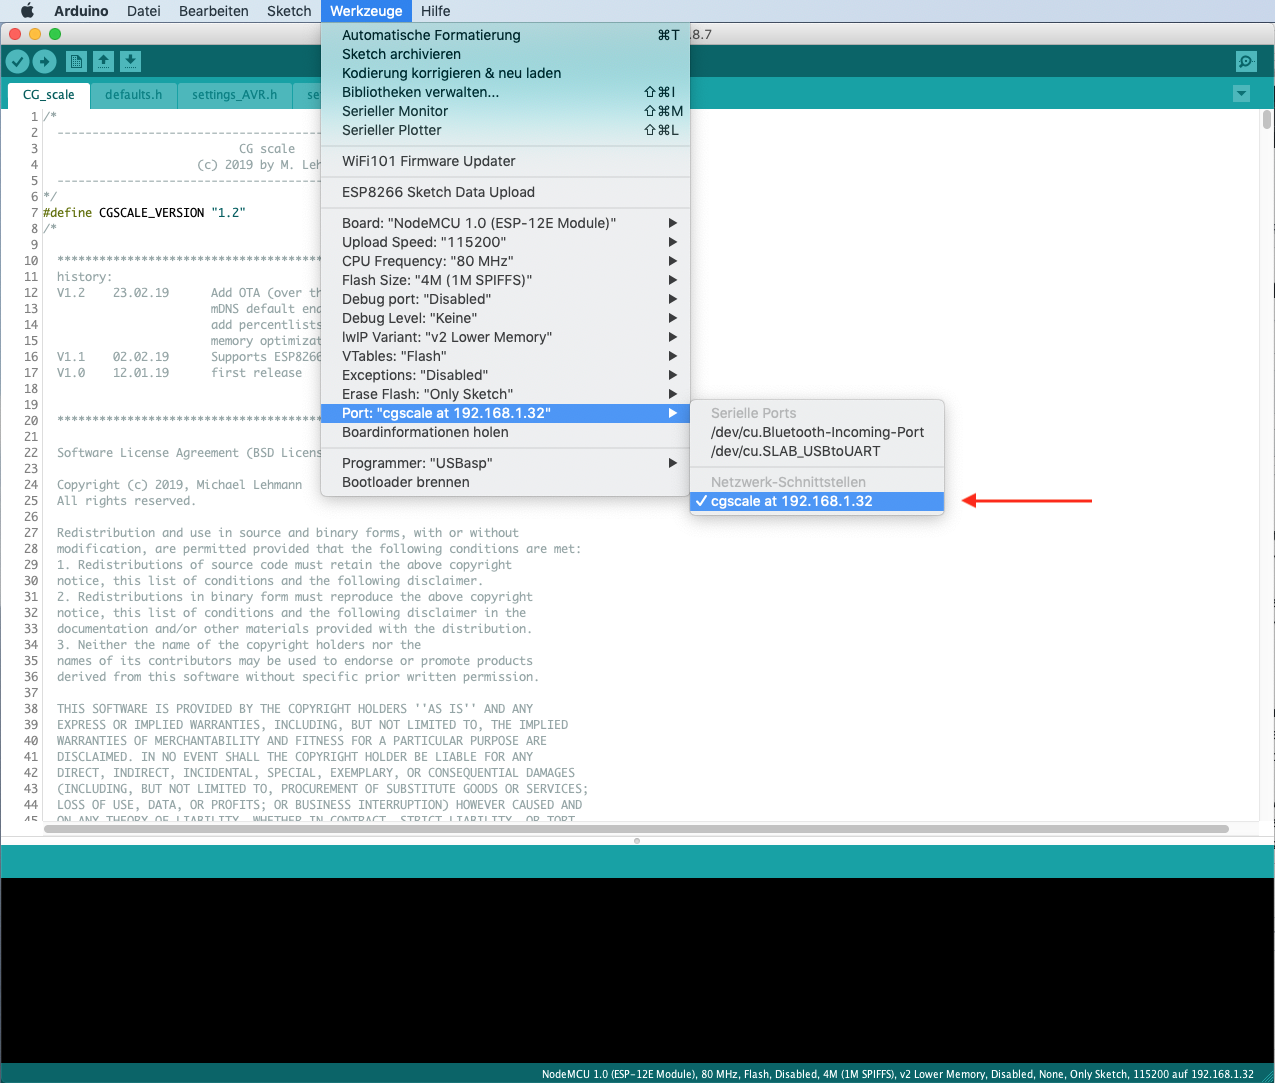 Arduino Datei Bearbeiten Sketch Werkzeuge Hilfe
.8.7
CG_scale defaults.h settings_AVR.h se
Automatische Formatierung ⌘T
Sketch archivieren
Kodierung korrigieren & neu laden
Bibliotheken verwalten... ⇧⌘I
Serieller Monitor ⇧⌘M
Serieller Plotter ⇧⌘L
WiFi101 Firmware Updater
ESP8266 Sketch Data Upload
Board: "NodeMCU 1.0 (ESP-12E Module)"
Upload Speed: "115200"
CPU Frequency: "80 MHz"
Flash Size: "4M (1M SPIFFS)"
Debug port: "Disabled"
Debug Level: "Keine"
lwIP Variant: "v2 Lower Memory"
VTables: "Flash"
Exceptions: "Disabled"
Erase Flash: "Only Sketch"
Port: "cgscale at 192.168.1.32"
Boardinformationen holen
Programmer: "USBasp"
Bootloader brennen
Serielle Ports
/dev/cu.Bluetooth-Incoming-Port
/dev/cu.SLAB_USBtoUART
Netzwerk-Schnittstellen
✓ cgscale at 192.168.1.32
1 /*
2 --------------------------------------
3 CG scale
4 (c) 2019 by M. Leh
5 --------------------------------------
6 */
7 #define CGSCALE_VERSION "1.2"
8 /*
9
10 **************************************
11 history:
12 V1.2 23.02.19 Add OTA (over th
13 mDNS default end
14 add percentlists
15 memory optimizat
16 V1.1 02.02.19 Supports ESP8266
17 V1.0 12.01.19 first release
18
19
20 **************************************
21
22 Software License Agreement (BSD Licens
23
24 Copyright (c) 2019, Michael Lehmann
25 All rights reserved.
26
27 Redistribution and use in source and binary forms, with or without
28 modification, are permitted provided that the following conditions are met:
29 1. Redistributions of source code must retain the above copyright
30 notice, this list of conditions and the following disclaimer.
31 2. Redistributions in binary form must reproduce the above copyright
32 notice, this list of conditions and the following disclaimer in the
33 documentation and/or other materials provided with the distribution.
34 3. Neither the name of the copyright holders nor the
35 names of its contributors may be used to endorse or promote products
36 derived from this software without specific prior written permission.
37
38 THIS SOFTWARE IS PROVIDED BY THE COPYRIGHT HOLDERS ''AS IS'' AND ANY
39 EXPRESS OR IMPLIED WARRANTIES, INCLUDING, BUT NOT LIMITED TO, THE IMPLIED
40 WARRANTIES OF MERCHANTABILITY AND FITNESS FOR A PARTICULAR PURPOSE ARE
41 DISCLAIMED. IN NO EVENT SHALL THE COPYRIGHT HOLDER BE LIABLE FOR ANY
42 DIRECT, INDIRECT, INCIDENTAL, SPECIAL, EXEMPLARY, OR CONSEQUENTIAL DAMAGES
43 (INCLUDING, BUT NOT LIMITED TO, PROCUREMENT OF SUBSTITUTE GOODS OR SERVICES;
44 LOSS OF USE, DATA, OR PROFITS; OR BUSINESS INTERRUPTION) HOWEVER CAUSED AND
45 ON ANY THEORY OF LIABILITY, WHETHER IN CONTRACT, STRICT LIABILITY, OR TORT
NodeMCU 1.0 (ESP-12E Module), 80 MHz, Flash, Disabled, 4M (1M SPIFFS), v2 Lower Memory, Disabled, None, Only Sketch, 115200 auf 192.168.1.32